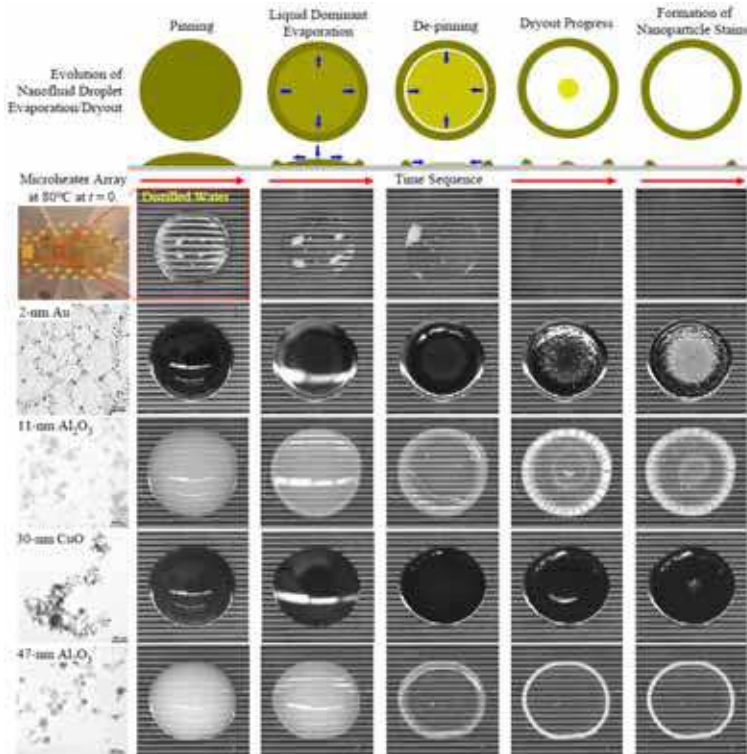 Pinning
Liquid Dominant
Evaporation
De-pinning
Dryout Progress
Formation of
Nanoparticle Stains
Evolution of
Nanofluid Droplet
Evaporation/Dryout
Microheater Array
at 80°C at t = 0.
Time Sequence
Distilled Water
2-nm Au
11-nm Al₂O₃
30-nm CuO
47-nm Al₂O₃